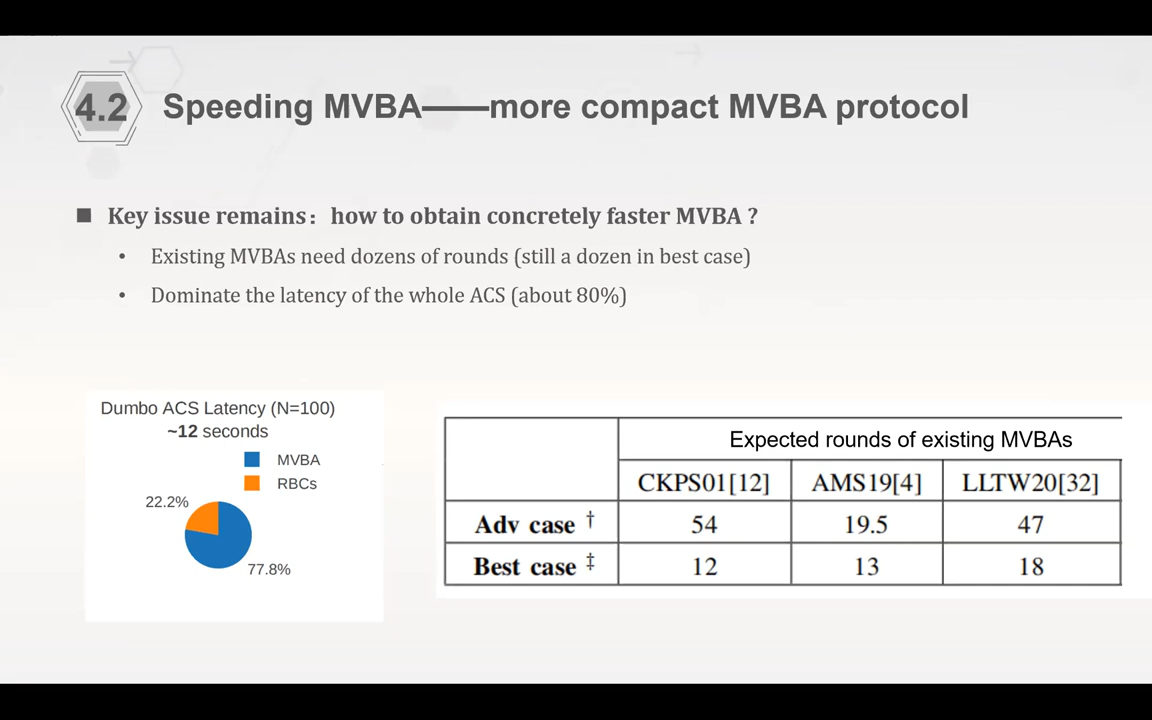 4.2 Speeding MVBA——more compact MVBA protocol
■ Key issue remains：how to obtain concretely faster MVBA ?
• Existing MVBAs need dozens of rounds (still a dozen in best case)
• Dominate the latency of the whole ACS (about 80%)
Dumbo ACS Latency (N=100)
~12 seconds
MVBA
RBCs
22.2%
77.8%
Expected rounds of existing MVBAs
CKPS01[12] AMS19[4] LLTW20[32]
Adv case † 54 19.5 47
Best case ‡ 12 13 18